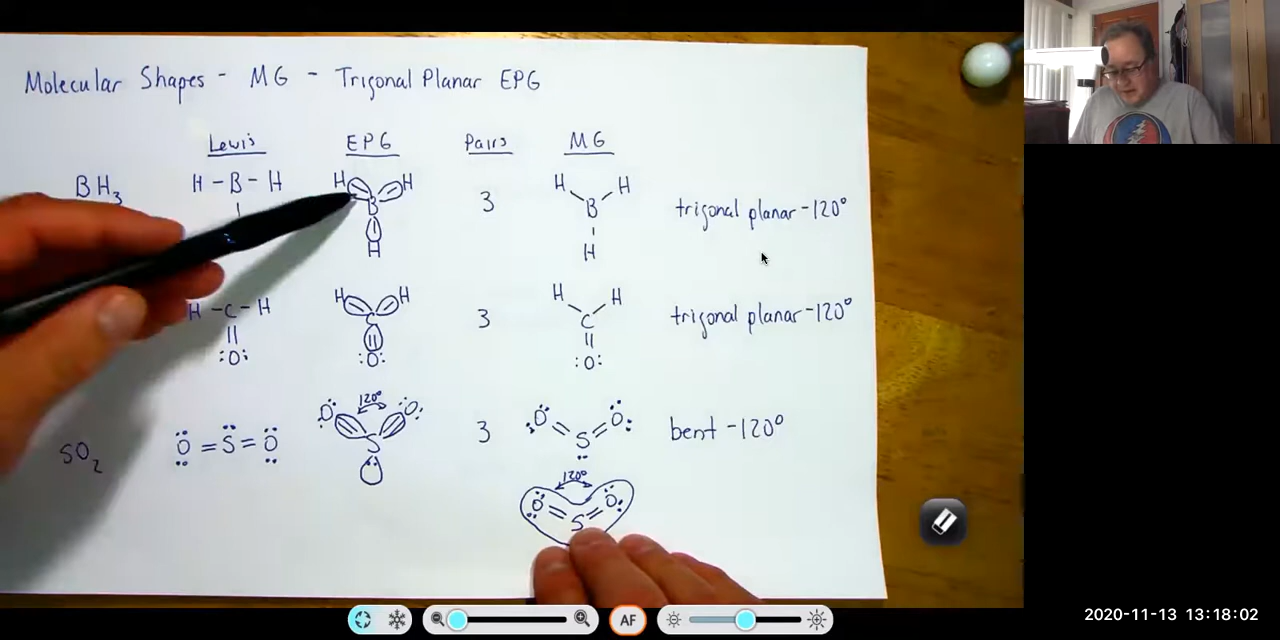 Molecular Shapes - MG - Trigonal Planar EPG
Lewis EPG Pairs MG
BH3 H - B - H H H B H 3 H H B H trigonal planar - 120°
H - C - H :O: H H C :O: 3 H H C :O: trigonal planar - 120°
SO2 O = S = O O 120° O S 3 O S O bent - 120°
120°
O S O
AF
2020-11-13 13:18:02